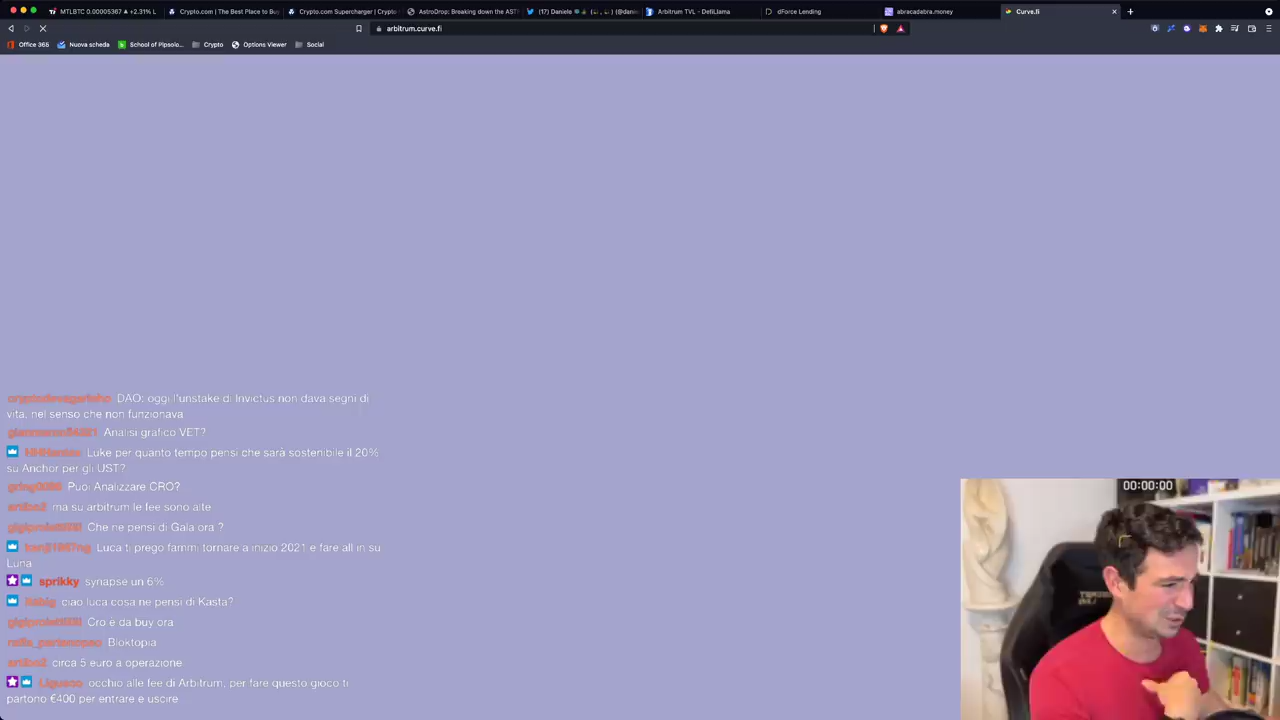 MTLBTC 0.00005367 ▲ +2.31% L
Crypto.com | The Best Place to Bu
Crypto.com Supercharger | Crypto
AstroDrop: Breaking down the AST
(17) Daniele
Arbitrum TVL - DefiLlama
dForce Lending
abracadabra.money
Curve.fi
arbitrum.curve.fi
Office 365
Nuova scheda
School of Pipsolo...
Crypto
Options Viewer
Social
DAO: oggi l'unstake di Invictus non dava segni di
vita, nel senso che non funzionava
Analisi grafico VET?
Luke per quanto tempo pensi che sarà sostenibile il 20%
su Anchor per gli UST?
Puoi Analizzare CRO?
ma su arbitrum le fee sono alte
Che ne pensi di Gala ora ?
Luca ti prego fammi tornare a inizio 2021 e fare all in su
Luna
sprikky synapse un 6%
ciao luca cosa ne pensi di Kasta?
Cro è da buy ora
Bloktopia
circa 5 euro a operazione
occhio alle fee di Arbitrum, per fare questo gioco ti
partono €400 per entrare e uscire
00:00:00